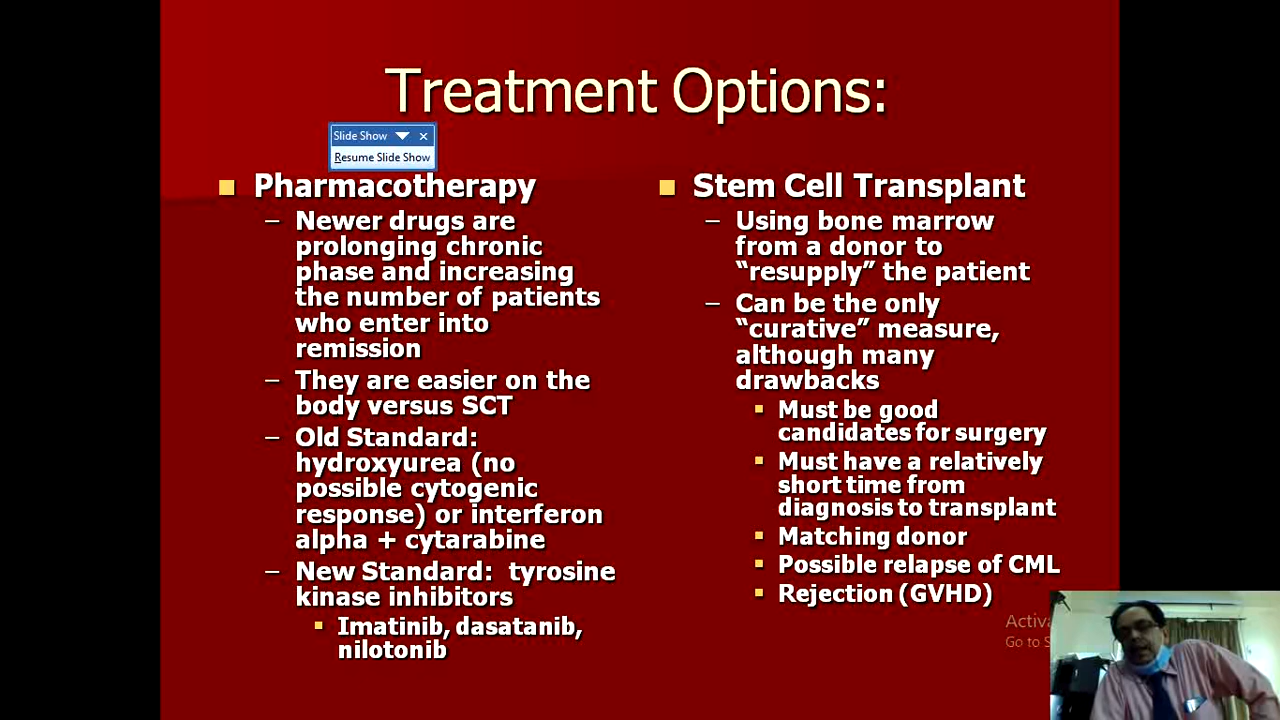 Treatment Options:
Slide Show
Resume Slide Show
Pharmacotherapy
– Newer drugs are
prolonging chronic
phase and increasing
the number of patients
who enter into
remission
– They are easier on the
body versus SCT
– Old Standard:
hydroxyurea (no
possible cytogenic
response) or interferon
alpha + cytarabine
– New Standard: tyrosine
kinase inhibitors
Imatinib, dasatanib,
nilotonib
Stem Cell Transplant
– Using bone marrow
from a donor to
“resupply” the patient
– Can be the only
“curative” measure,
although many
drawbacks
Must be good
candidates for surgery
Must have a relatively
short time from
diagnosis to transplant
Matching donor
Possible relapse of CML
Rejection (GVHD)
Activa
Go to S